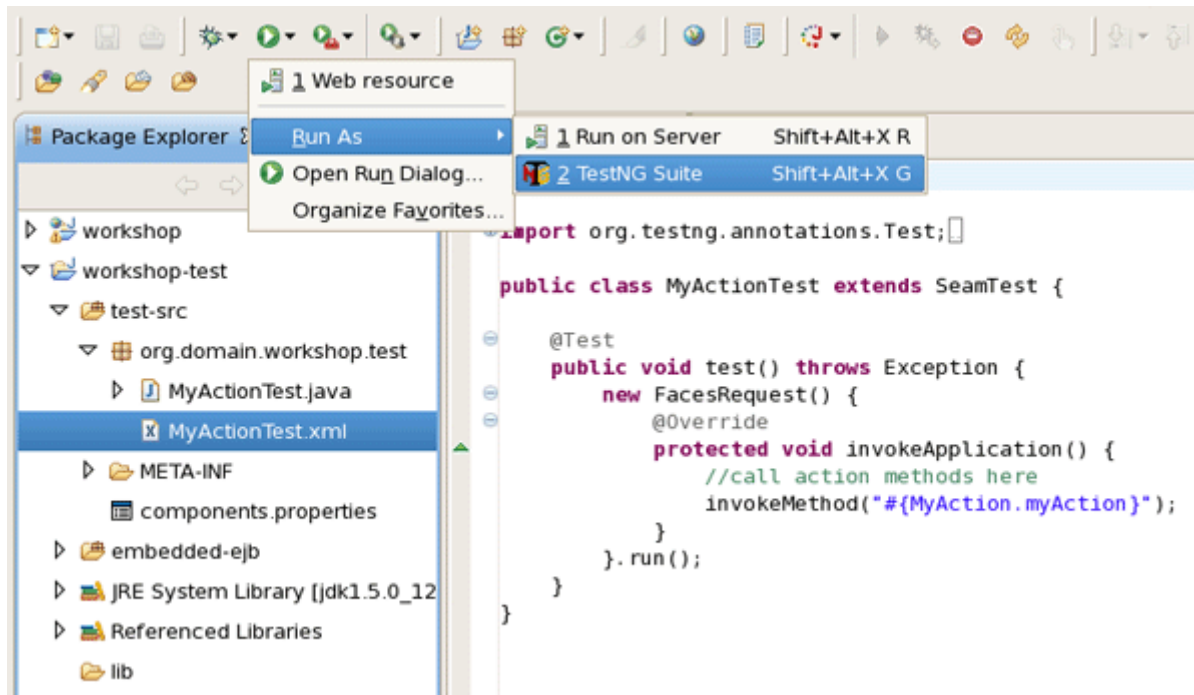 1 Web resource
Run As
Open Run Dialog...
Organize Favorites...
1 Run on Server Shift+Alt+X R
2 TestNG Suite Shift+Alt+X G
Package Explorer
workshop
workshop-test
test-src
org.domain.workshop.test
MyActionTest.java
MyActionTest.xml
META-INF
components.properties
embedded-ejb
JRE System Library [jdk1.5.0_12
Referenced Libraries
lib
import org.testng.annotations.Test;
public class MyActionTest extends SeamTest {
@Test
public void test() throws Exception {
new FacesRequest() {
@Override
protected void invokeApplication() {
//call action methods here
invokeMethod("#{MyAction.myAction}");
}
}.run();
}
}